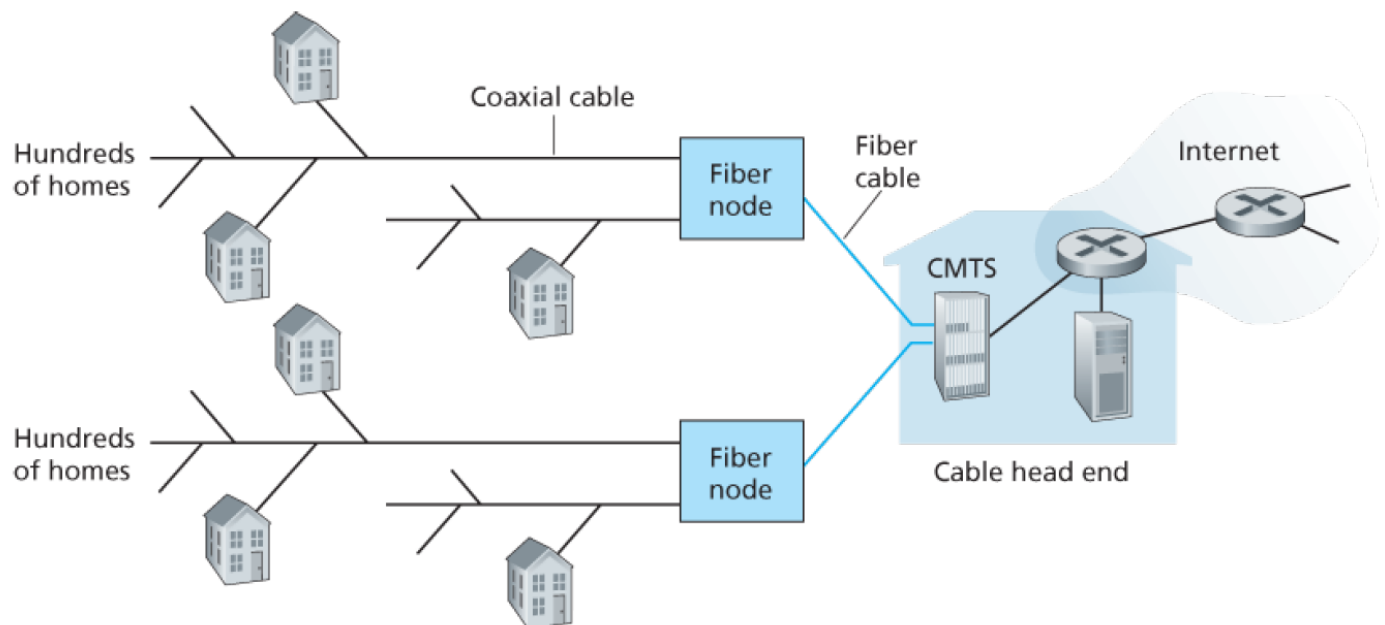 Coaxial cable
Hundreds
of homes
Fiber
node
Fiber
cable
Internet
CMTS
Hundreds
of homes
Fiber
node
Cable head end